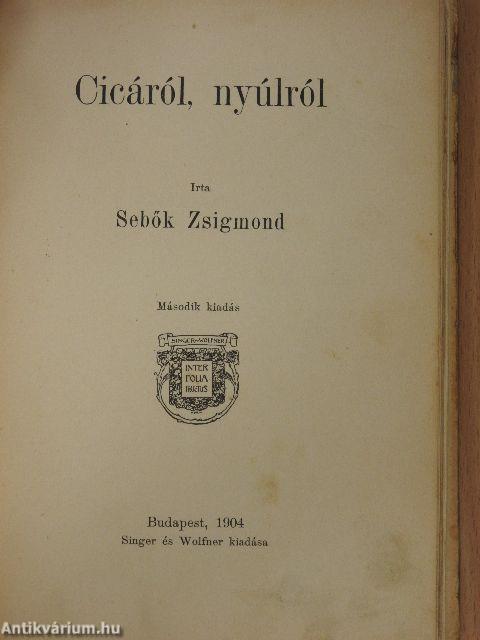 Cicáról, nyúlról
Irta
Sebők Zsigmond
Második kiadás
SINGER-WOLFNER
INTER
FOLIA
FRUCTUS
Budapest, 1904
Singer és Wolfner kiadása
Antikvárium.hu